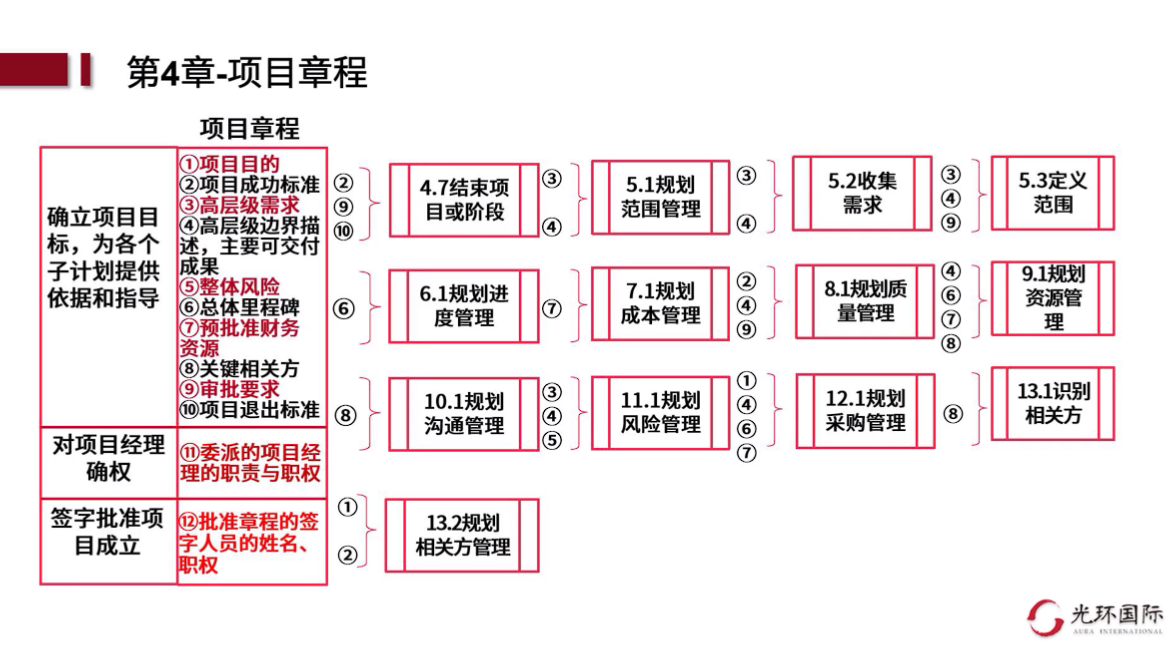 第4章-项目章程
项目章程
确立项目目
标，为各个
子计划提供
依据和指导
①项目目的
②项目成功标准
③高层级需求
④高层级边界描
述，主要可交付
成果
⑤整体风险
⑥总体里程碑
⑦预批准财务
资源
⑧关键相关方
⑨审批要求
⑩项目退出标准
对项目经理
确权
⑪委派的项目经
理的职责与职权
签字批准项
目成立
⑫批准章程的签
字人员的姓名、
职权
②
⑨
⑩
4.7结束项
目或阶段
③
④
5.1规划
范围管理
③
④
5.2收集
需求
③
④
⑨
5.3定义
范围
⑥
6.1规划进
度管理
⑦
7.1规划
成本管理
②
④
⑨
8.1规划质
量管理
④
⑥
⑦
⑧
9.1规划
资源管
理
⑧
10.1规划
沟通管理
③
④
⑤
11.1规划
风险管理
①
④
⑥
⑦
12.1规划
采购管理
⑧
13.1识别
相关方
①
②
13.2规划
相关方管理
光环国际
AURA INTERNATIONAL